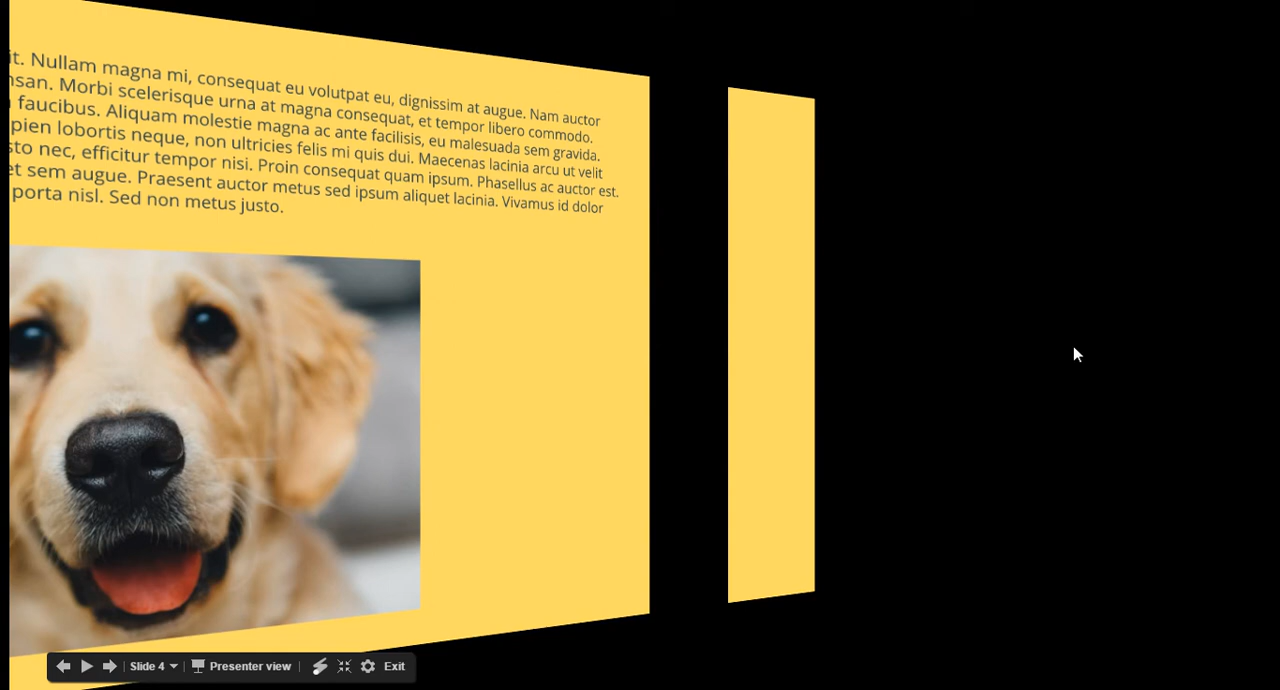 it. Nullam magna mi, consequat eu volutpat eu, dignissim at augue. Nam auctor
nsan. Morbi scelerisque urna at magna consequat, et tempor libero commodo.
faucibus. Aliquam molestie magna ac ante facilisis, eu malesuada sem gravida.
pien lobortis neque, non ultricies felis mi quis dui. Maecenas lacinia arcu ut velit
sto nec, efficitur tempor nisi. Proin consequat quam ipsum. Phasellus ac auctor est.
et sem augue. Praesent auctor metus sed ipsum aliquet lacinia. Vivamus id dolor
porta nisl. Sed non metus justo.
Slide 4 Presenter view Exit